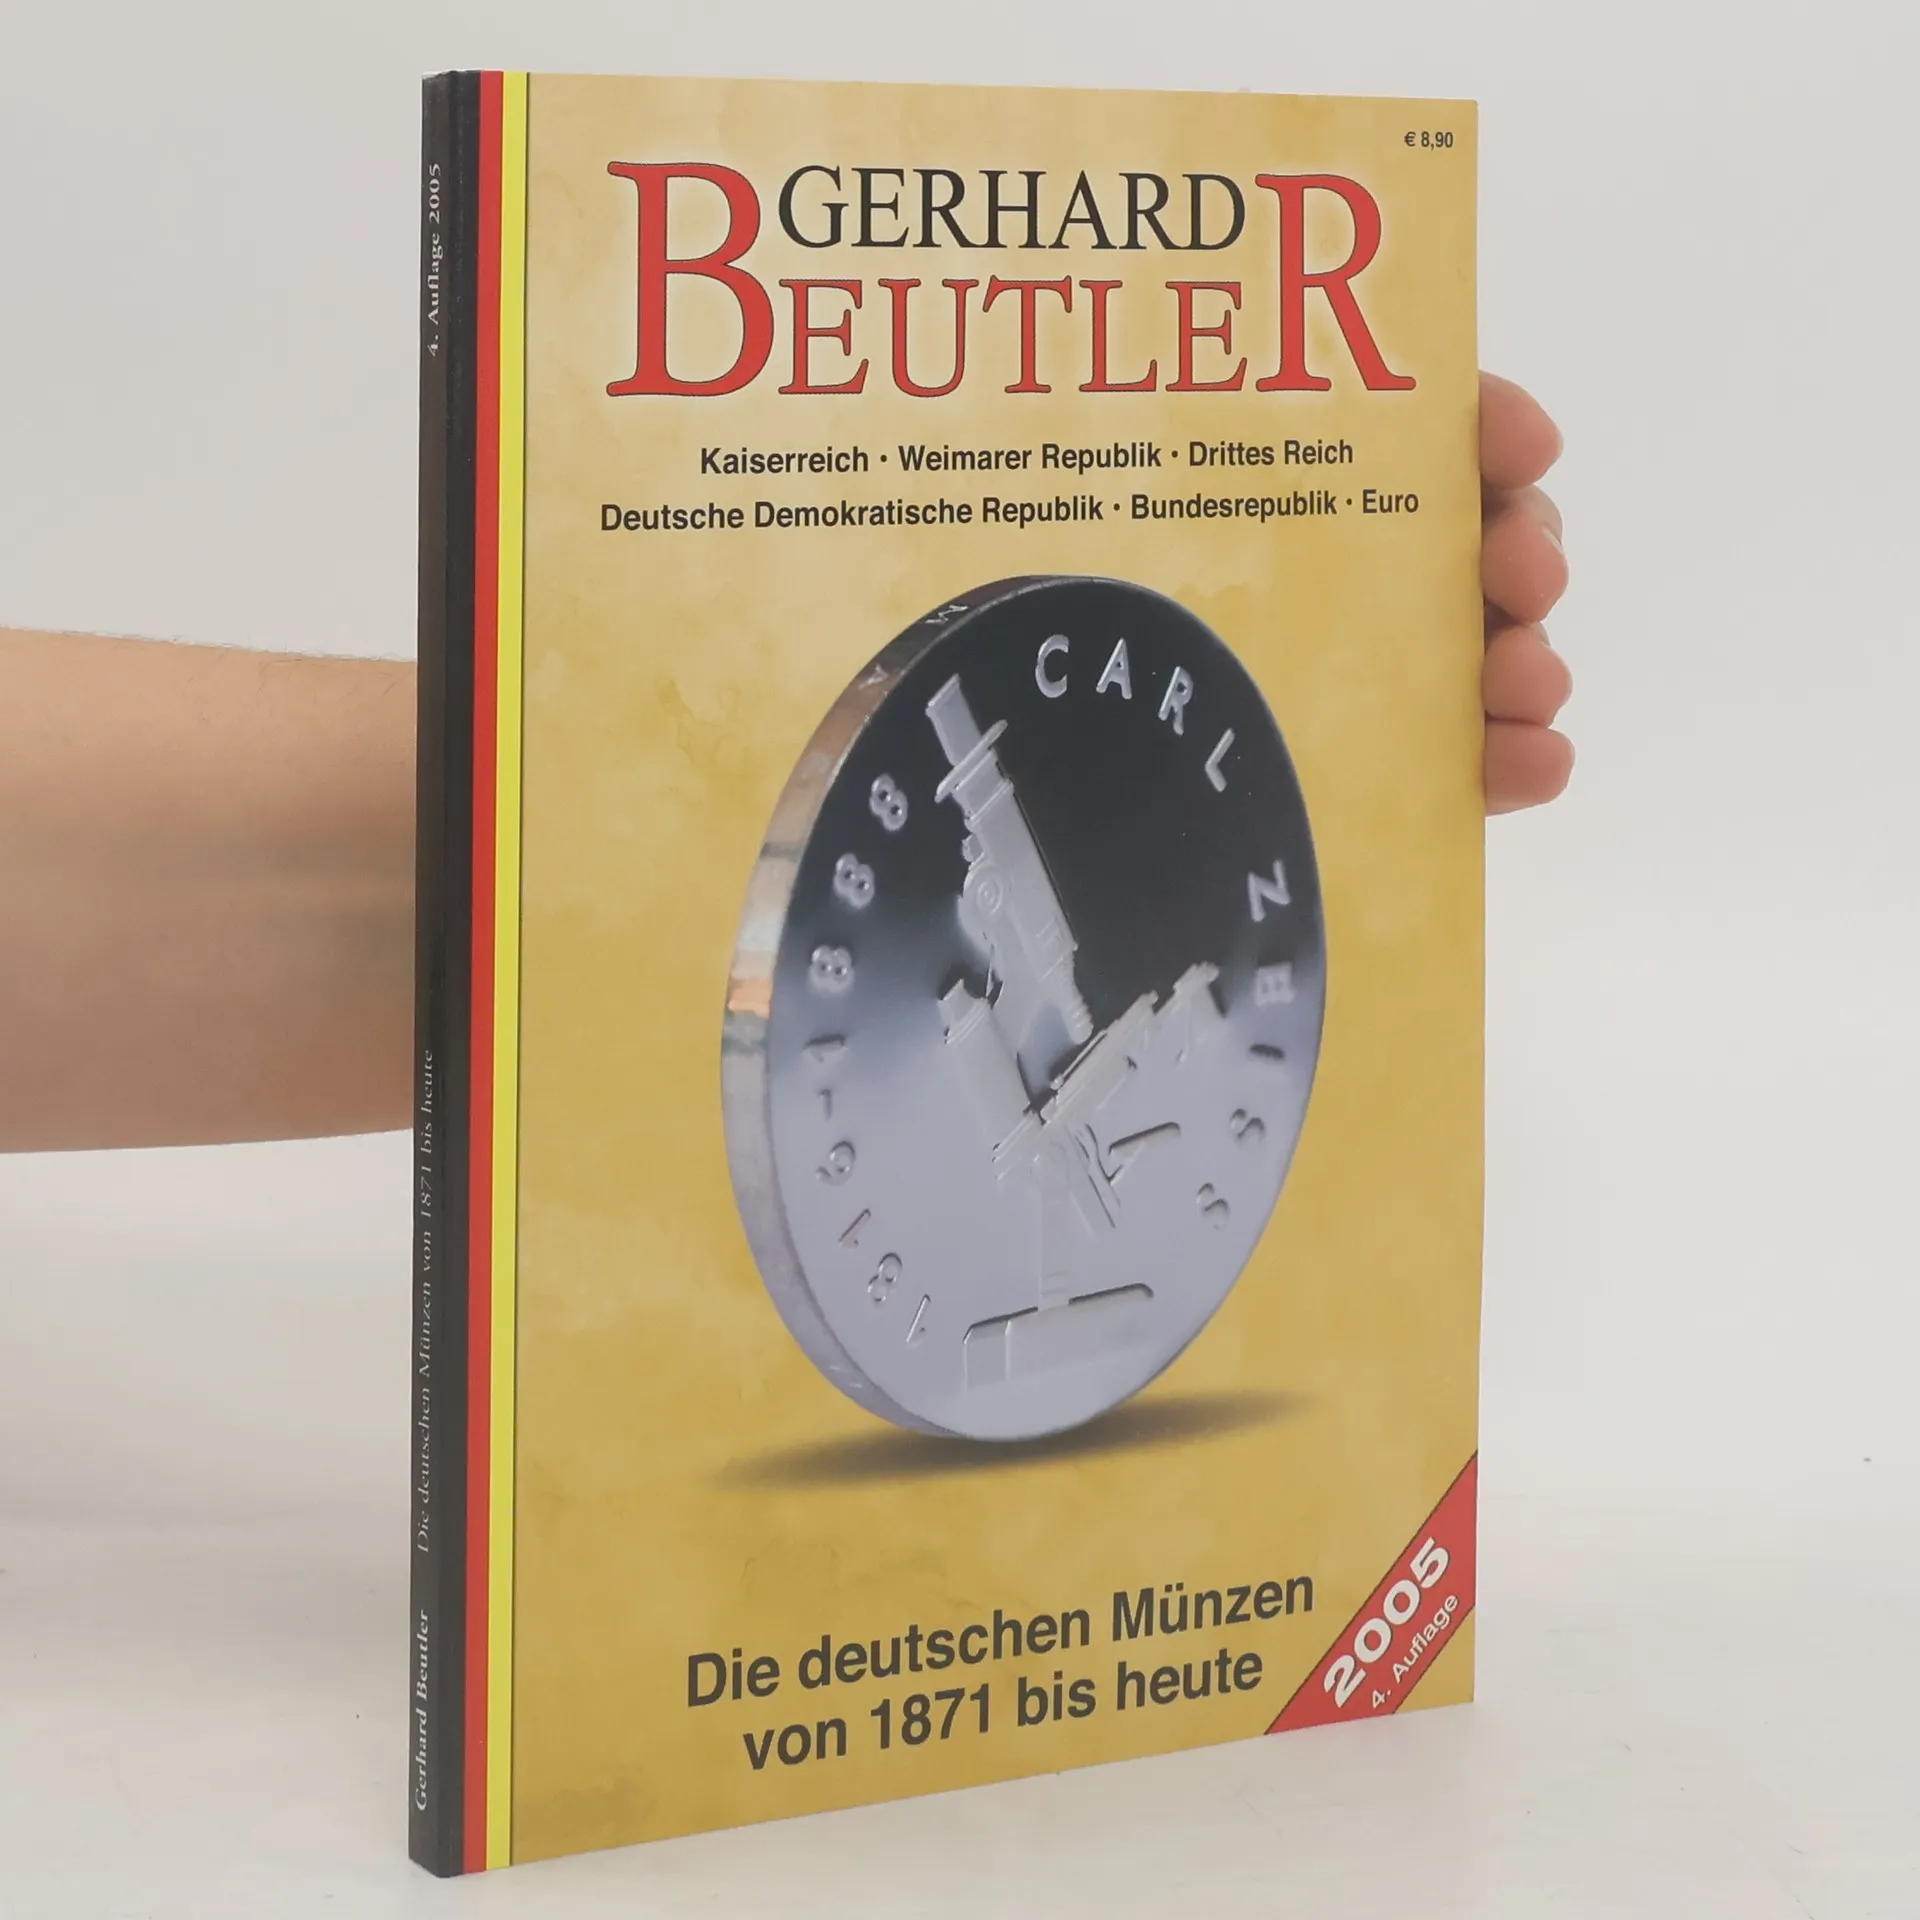 € 8,90
GERHARD
BEUTLER
Kaiserreich · Weimarer Republik · Drittes Reich
Deutsche Demokratische Republik · Bundesrepublik · Euro
CARL ZEISS
1816-1888
Die deutschen Münzen
von 1871 bis heute
2005
4. Auflage
Gerhard Beutler Die deutschen Münzen von 1871 bis heute 4. Auflage 2005